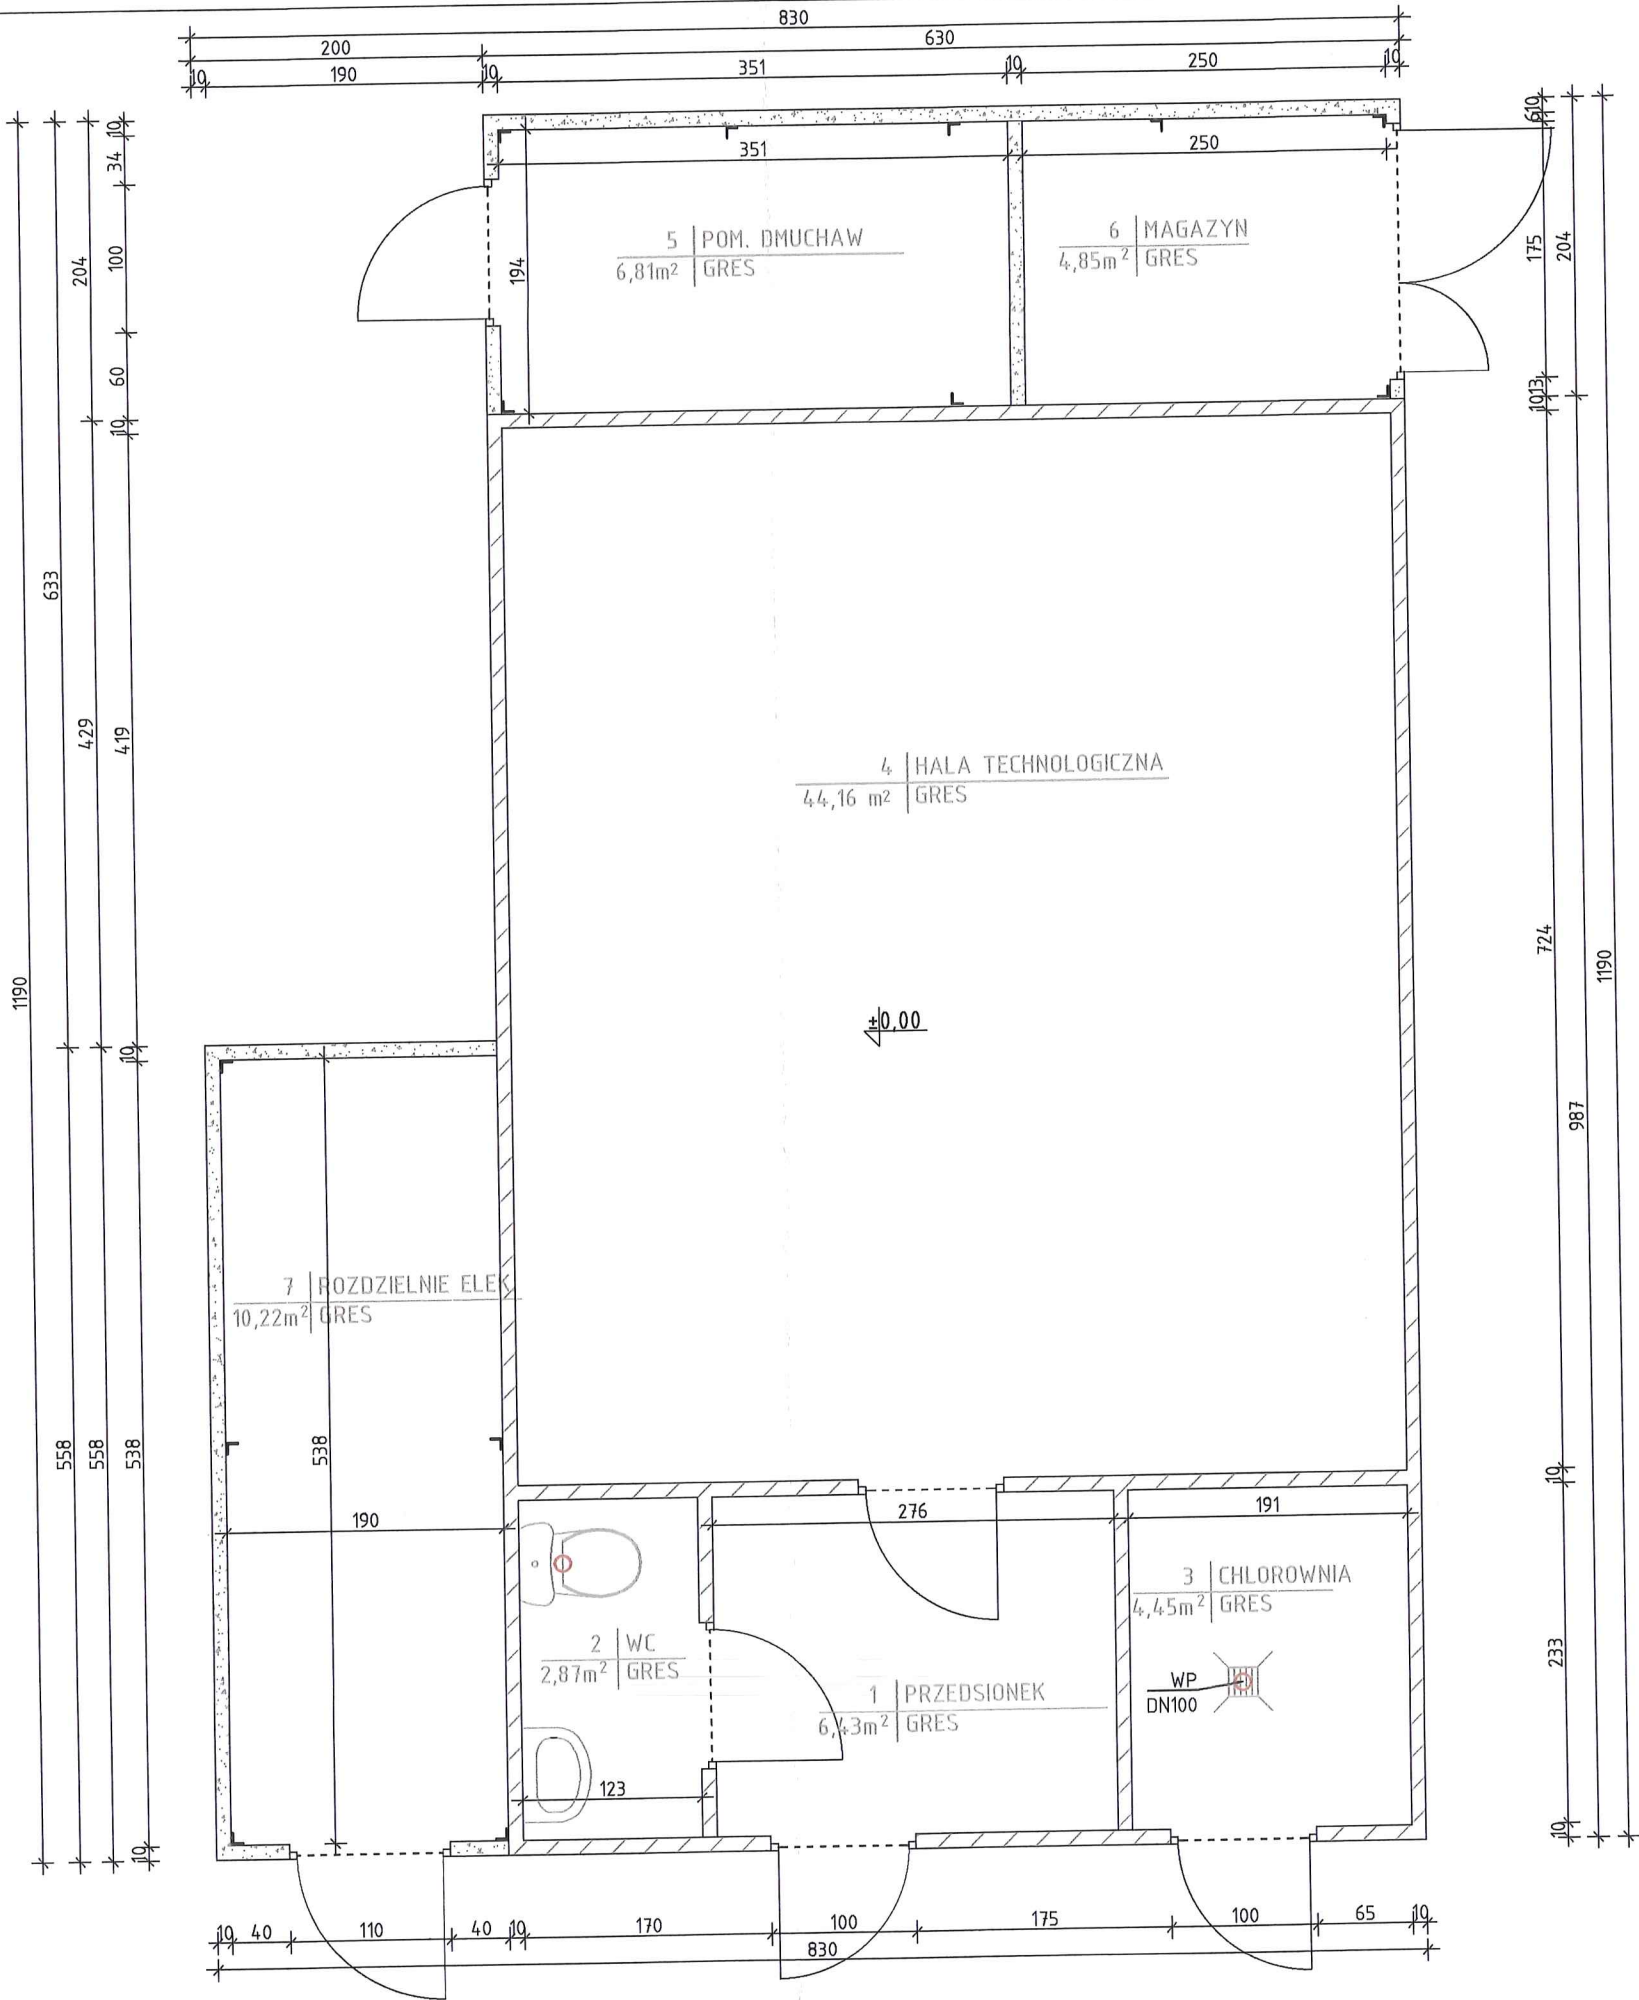 830
200 630
10 190 10 351 10 250 10
351 250
5 POM. DMUCHAW
6,81m² GRES
6 MAGAZYN
4,85m² GRES
194
10 34 100 60 10 419 10 538 10
204 429 558
633 558
1190
6 10 175 13 10 724 10 233 10
204 987
1190
4 HALA TECHNOLOGICZNA
44,16 m² GRES
±0,00
7 ROZDZIELNIE ELEK
10,22m² GRES
538
190
276 191
3 CHLOROWNIA
4,45m² GRES
2 WC
2,87m² GRES
WP
DN100
1 PRZEDSIONEK
6,43m² GRES
123
10 40 110 40 10 170 100 175 100 65 10
830